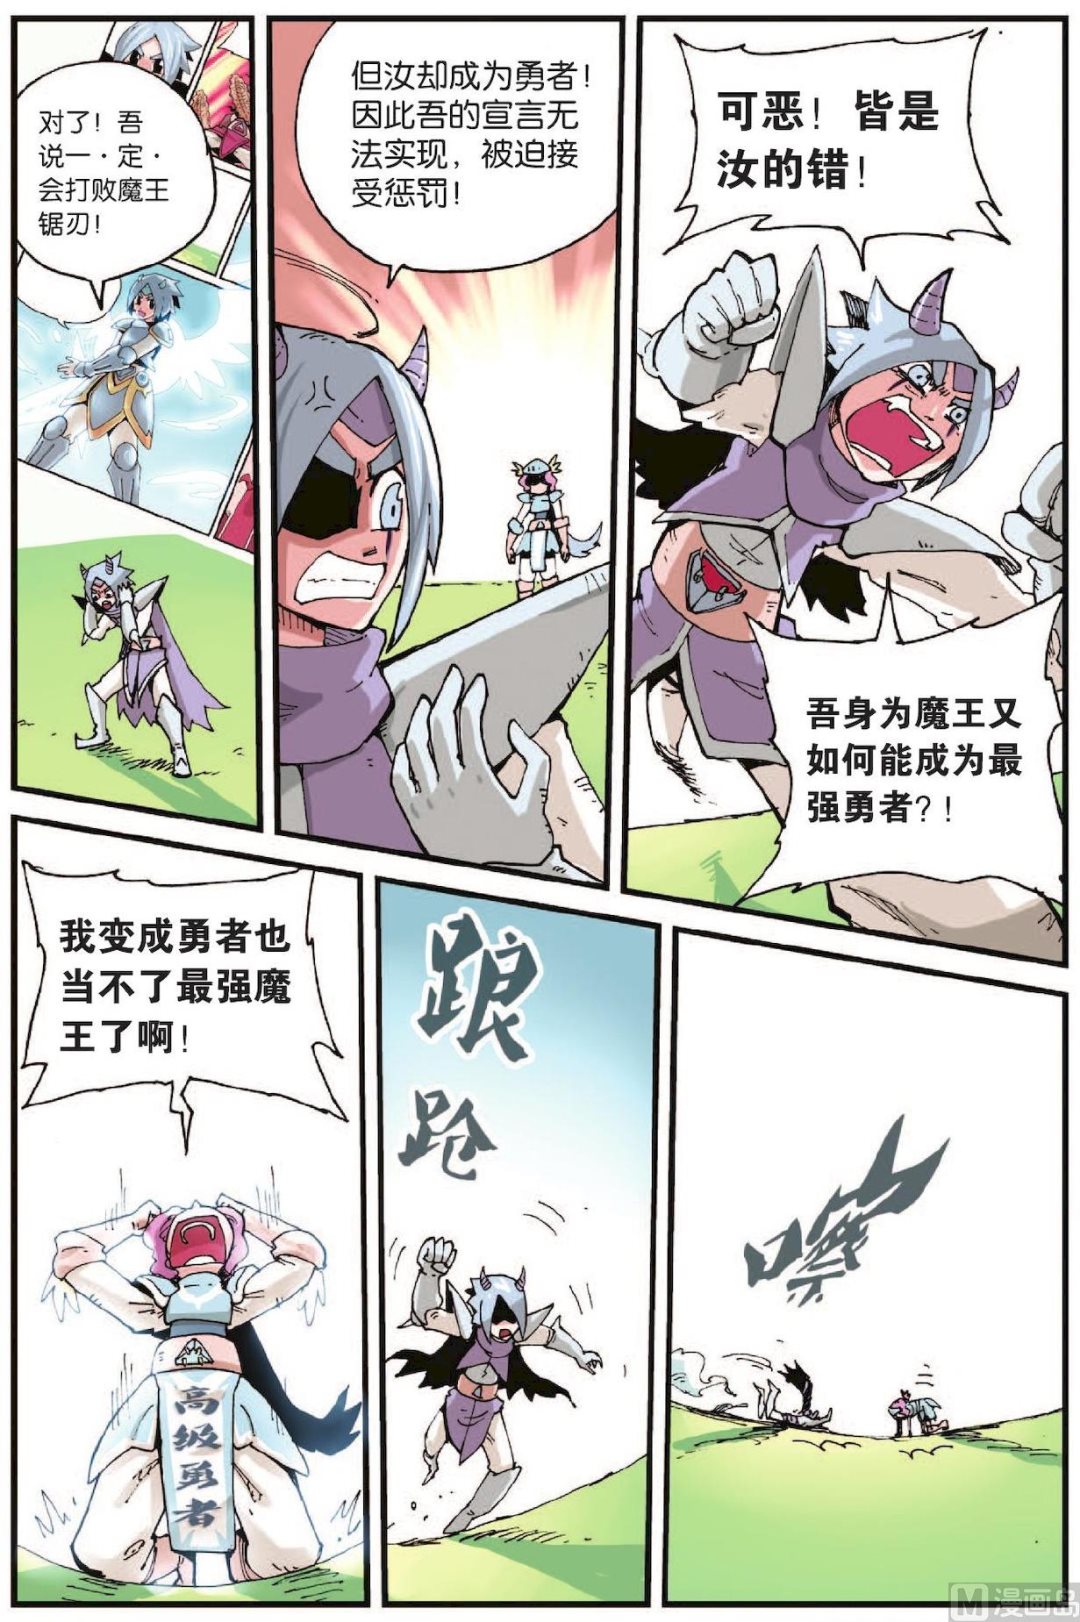 对了！吾
说一·定·
会打败魔王
锯刃！
但汝却成为勇者！
因此吾的宣言无
法实现，被迫接
受惩罚！
可恶！皆是
汝的错！
吾身为魔王又
如何能成为最
强勇者？！
我变成勇者也
当不了最强魔
王了啊！
高级勇者
踉
跄
嚓
漫画岛